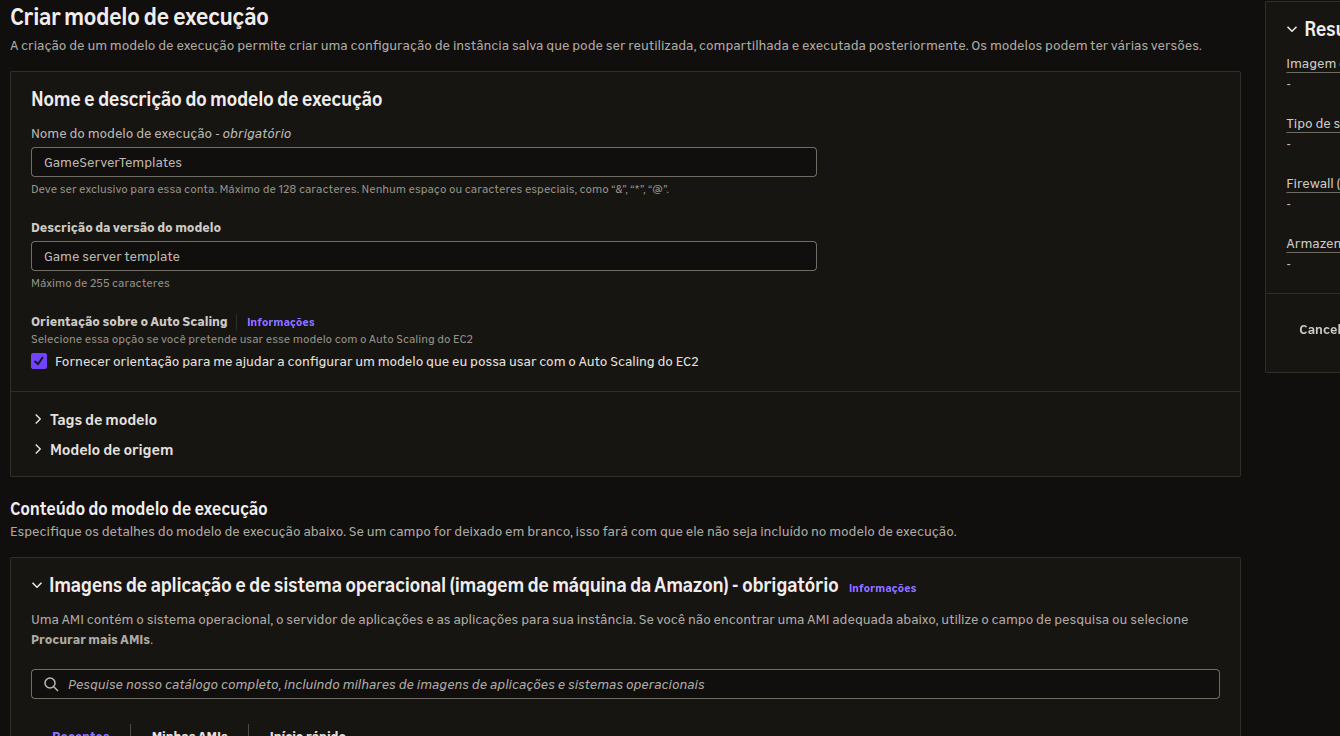 Criar modelo de execução
A criação de um modelo de execução permite criar uma configuração de instância salva que pode ser reutilizada, compartilhada e executada posteriormente. Os modelos podem ter várias versões.
Nome e descrição do modelo de execução
Nome do modelo de execução - obrigatório
GameServerTemplates
Deve ser exclusivo para essa conta. Máximo de 128 caracteres. Nenhum espaço ou caracteres especiais, como “&”, “*”, “@”.
Descrição da versão do modelo
Game server template
Máximo de 255 caracteres
Orientação sobre o Auto Scaling Informações
Selecione essa opção se você pretende usar esse modelo com o Auto Scaling do EC2
Fornecer orientação para me ajudar a configurar um modelo que eu possa usar com o Auto Scaling do EC2
Tags de modelo
Modelo de origem
Conteúdo do modelo de execução
Especifique os detalhes do modelo de execução abaixo. Se um campo for deixado em branco, isso fará com que ele não seja incluído no modelo de execução.
Imagens de aplicação e de sistema operacional (imagem de máquina da Amazon) - obrigatório Informações
Uma AMI contém o sistema operacional, o servidor de aplicações e as aplicações para sua instância. Se você não encontrar uma AMI adequada abaixo, utilize o campo de pesquisa ou selecione
Procurar mais AMIs.
Pesquise nosso catálogo completo, incluindo milhares de imagens de aplicações e sistemas operacionais
Recentes Minhas AMIs Início rápido
Resu
Imagem
-
Tipo de s
-
Firewall (
-
Armazen
-
Cancel